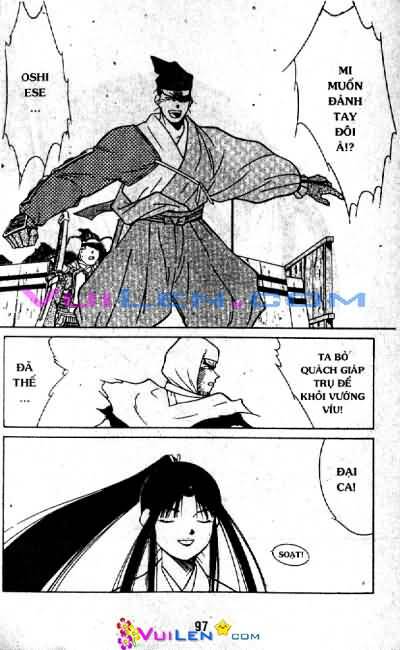 MI
MUỐN
ĐÁNH
TAY
ĐÔI
À!?
OSHI
ESE
...
VUILEN.COM
TA BỎ
QUÁCH GIÁP
TRỤ ĐỂ
KHỎI VƯỚNG
VÍU!
ĐÃ
THẾ
...
ĐẠI
CA!
SOẠT!
97
VUILEN.COM